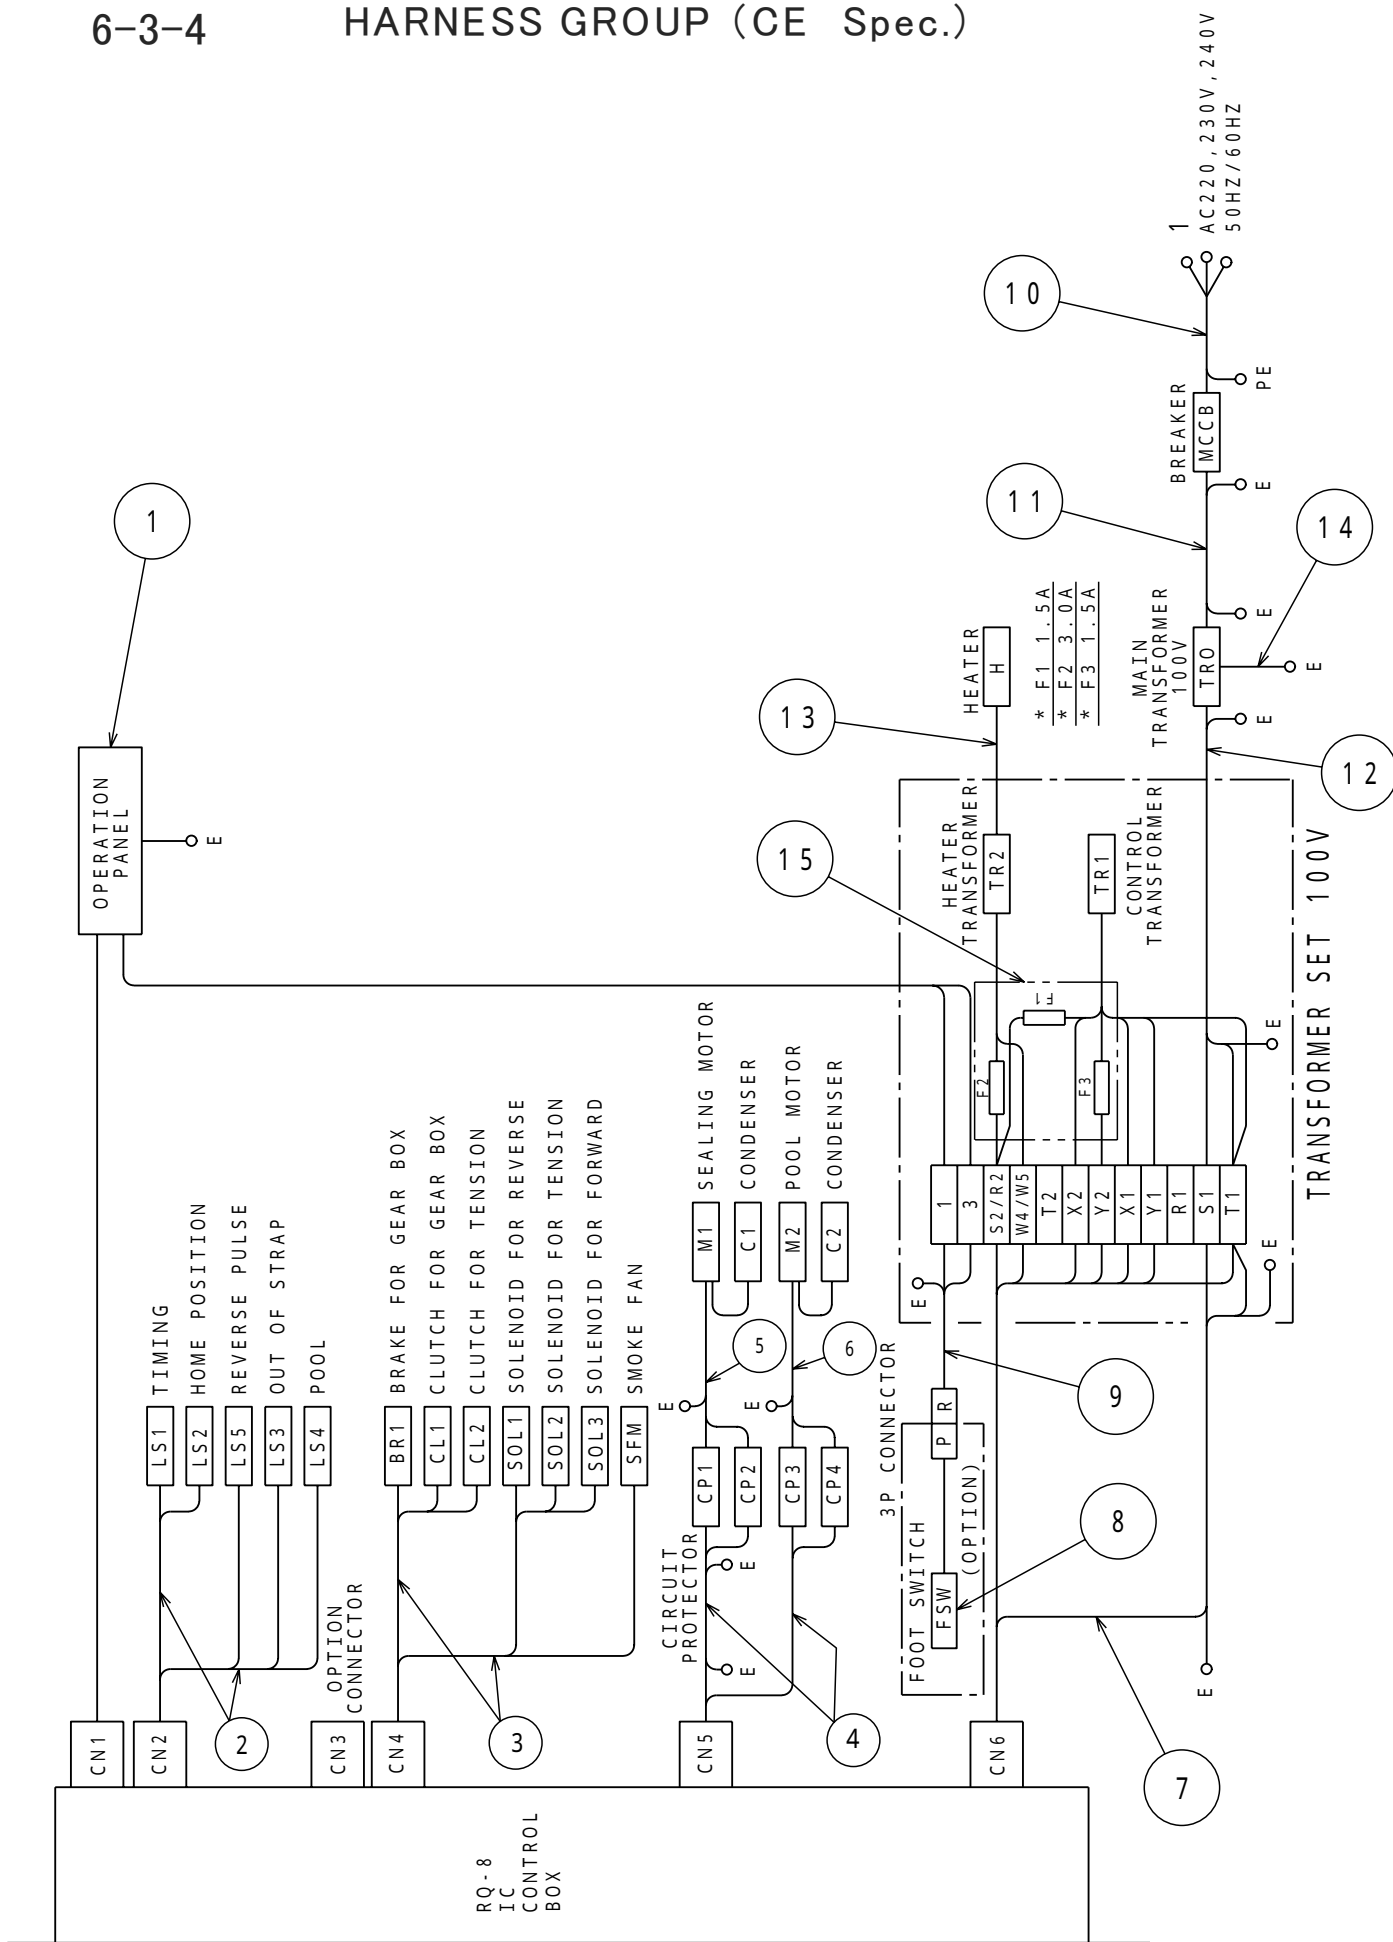 6-3-4
HARNESS GROUP (CE Spec.)
1
AC220,230V,240V
50HZ/60HZ
10
PE
BREAKER
MCCB
E
11
14
E
MAIN
TRANSFORMER
100V
TRO
E
E
12
HEATER
H
* F1 1.5A
* F2 3.0A
* F3 1.5A
13
1
OPERATION
PANEL
E
15
HEATER
TRANSFORMER
TR2
TR1
CONTROL
TRANSFORMER
TRANSFORMER SET 100V
F1
F2
F3
E
1
3
S2/R2
W4/W5
T2
X2
Y2
X1
Y1
R1
S1
T1
E
E
LS1 TIMING
LS2 HOME POSITION
LS5 REVERSE PULSE
LS3 OUT OF STRAP
LS4 POOL
BR1 BRAKE FOR GEAR BOX
CL1 CLUTCH FOR GEAR BOX
CL2 CLUTCH FOR TENSION
SOL1 SOLENOID FOR REVERSE
SOL2 SOLENOID FOR TENSION
SOL3 SOLENOID FOR FORWARD
SFM SMOKE FAN
M1 SEALING MOTOR
C1 CONDENSER
M2 POOL MOTOR
C2 CONDENSER
5
6
E
E
CP1
CP2
CP3
CP4
CIRCUIT
PROTECTOR
E
E
3P CONNECTOR
R
P
9
FOOT SWITCH
FSW
(OPTION)
8
E
7
2
OPTION
CONNECTOR
3
4
CN1
CN2
CN3
CN4
CN5
CN6
RQ-8
IC
CONTROL
BOX